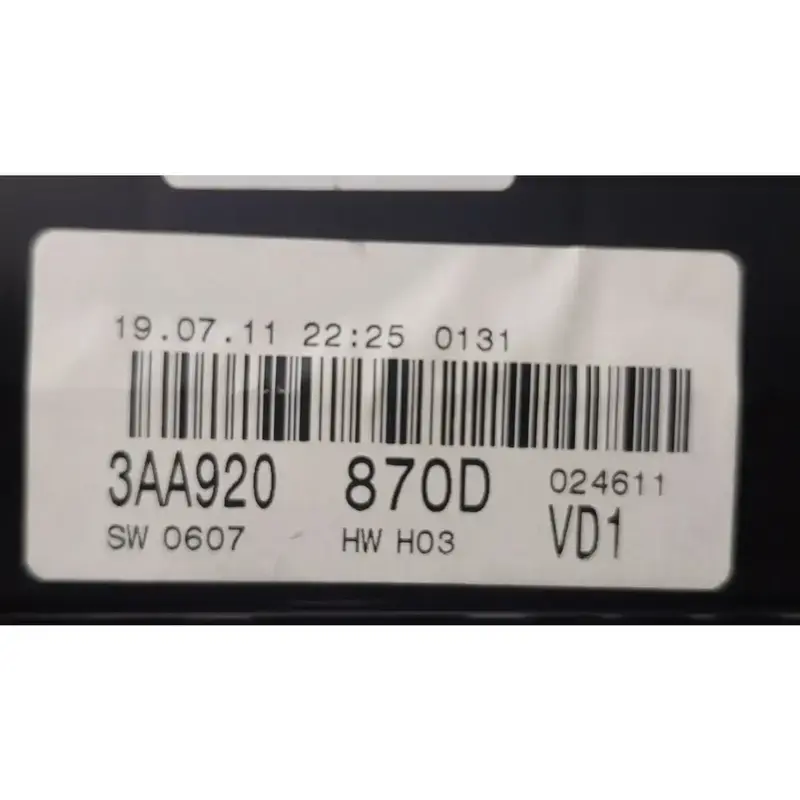 19.07.11 22:25 0131
3AA920 870D 024611
SW 0607 HW H03 VD1